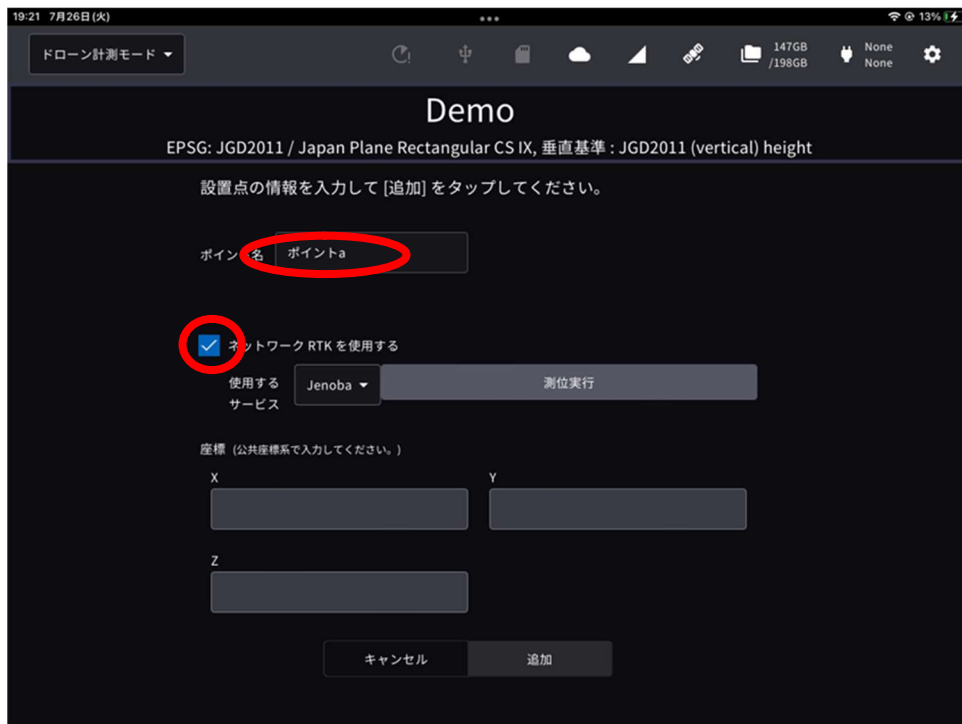 19:21 7月26日(火)
13%
ドローン計測モード
147GB
/198GB
None
None
Demo
EPSG: JGD2011 / Japan Plane Rectangular CS IX, 垂直基準 : JGD2011 (vertical) height
設置点の情報を入力して [追加] をタップしてください。
ポイント名 ポイントa
ネットワーク RTK を使用する
使用する
サービス
Jenoba
測位実行
座標 (公共座標系で入力してください。)
X
Y
Z
キャンセル
追加